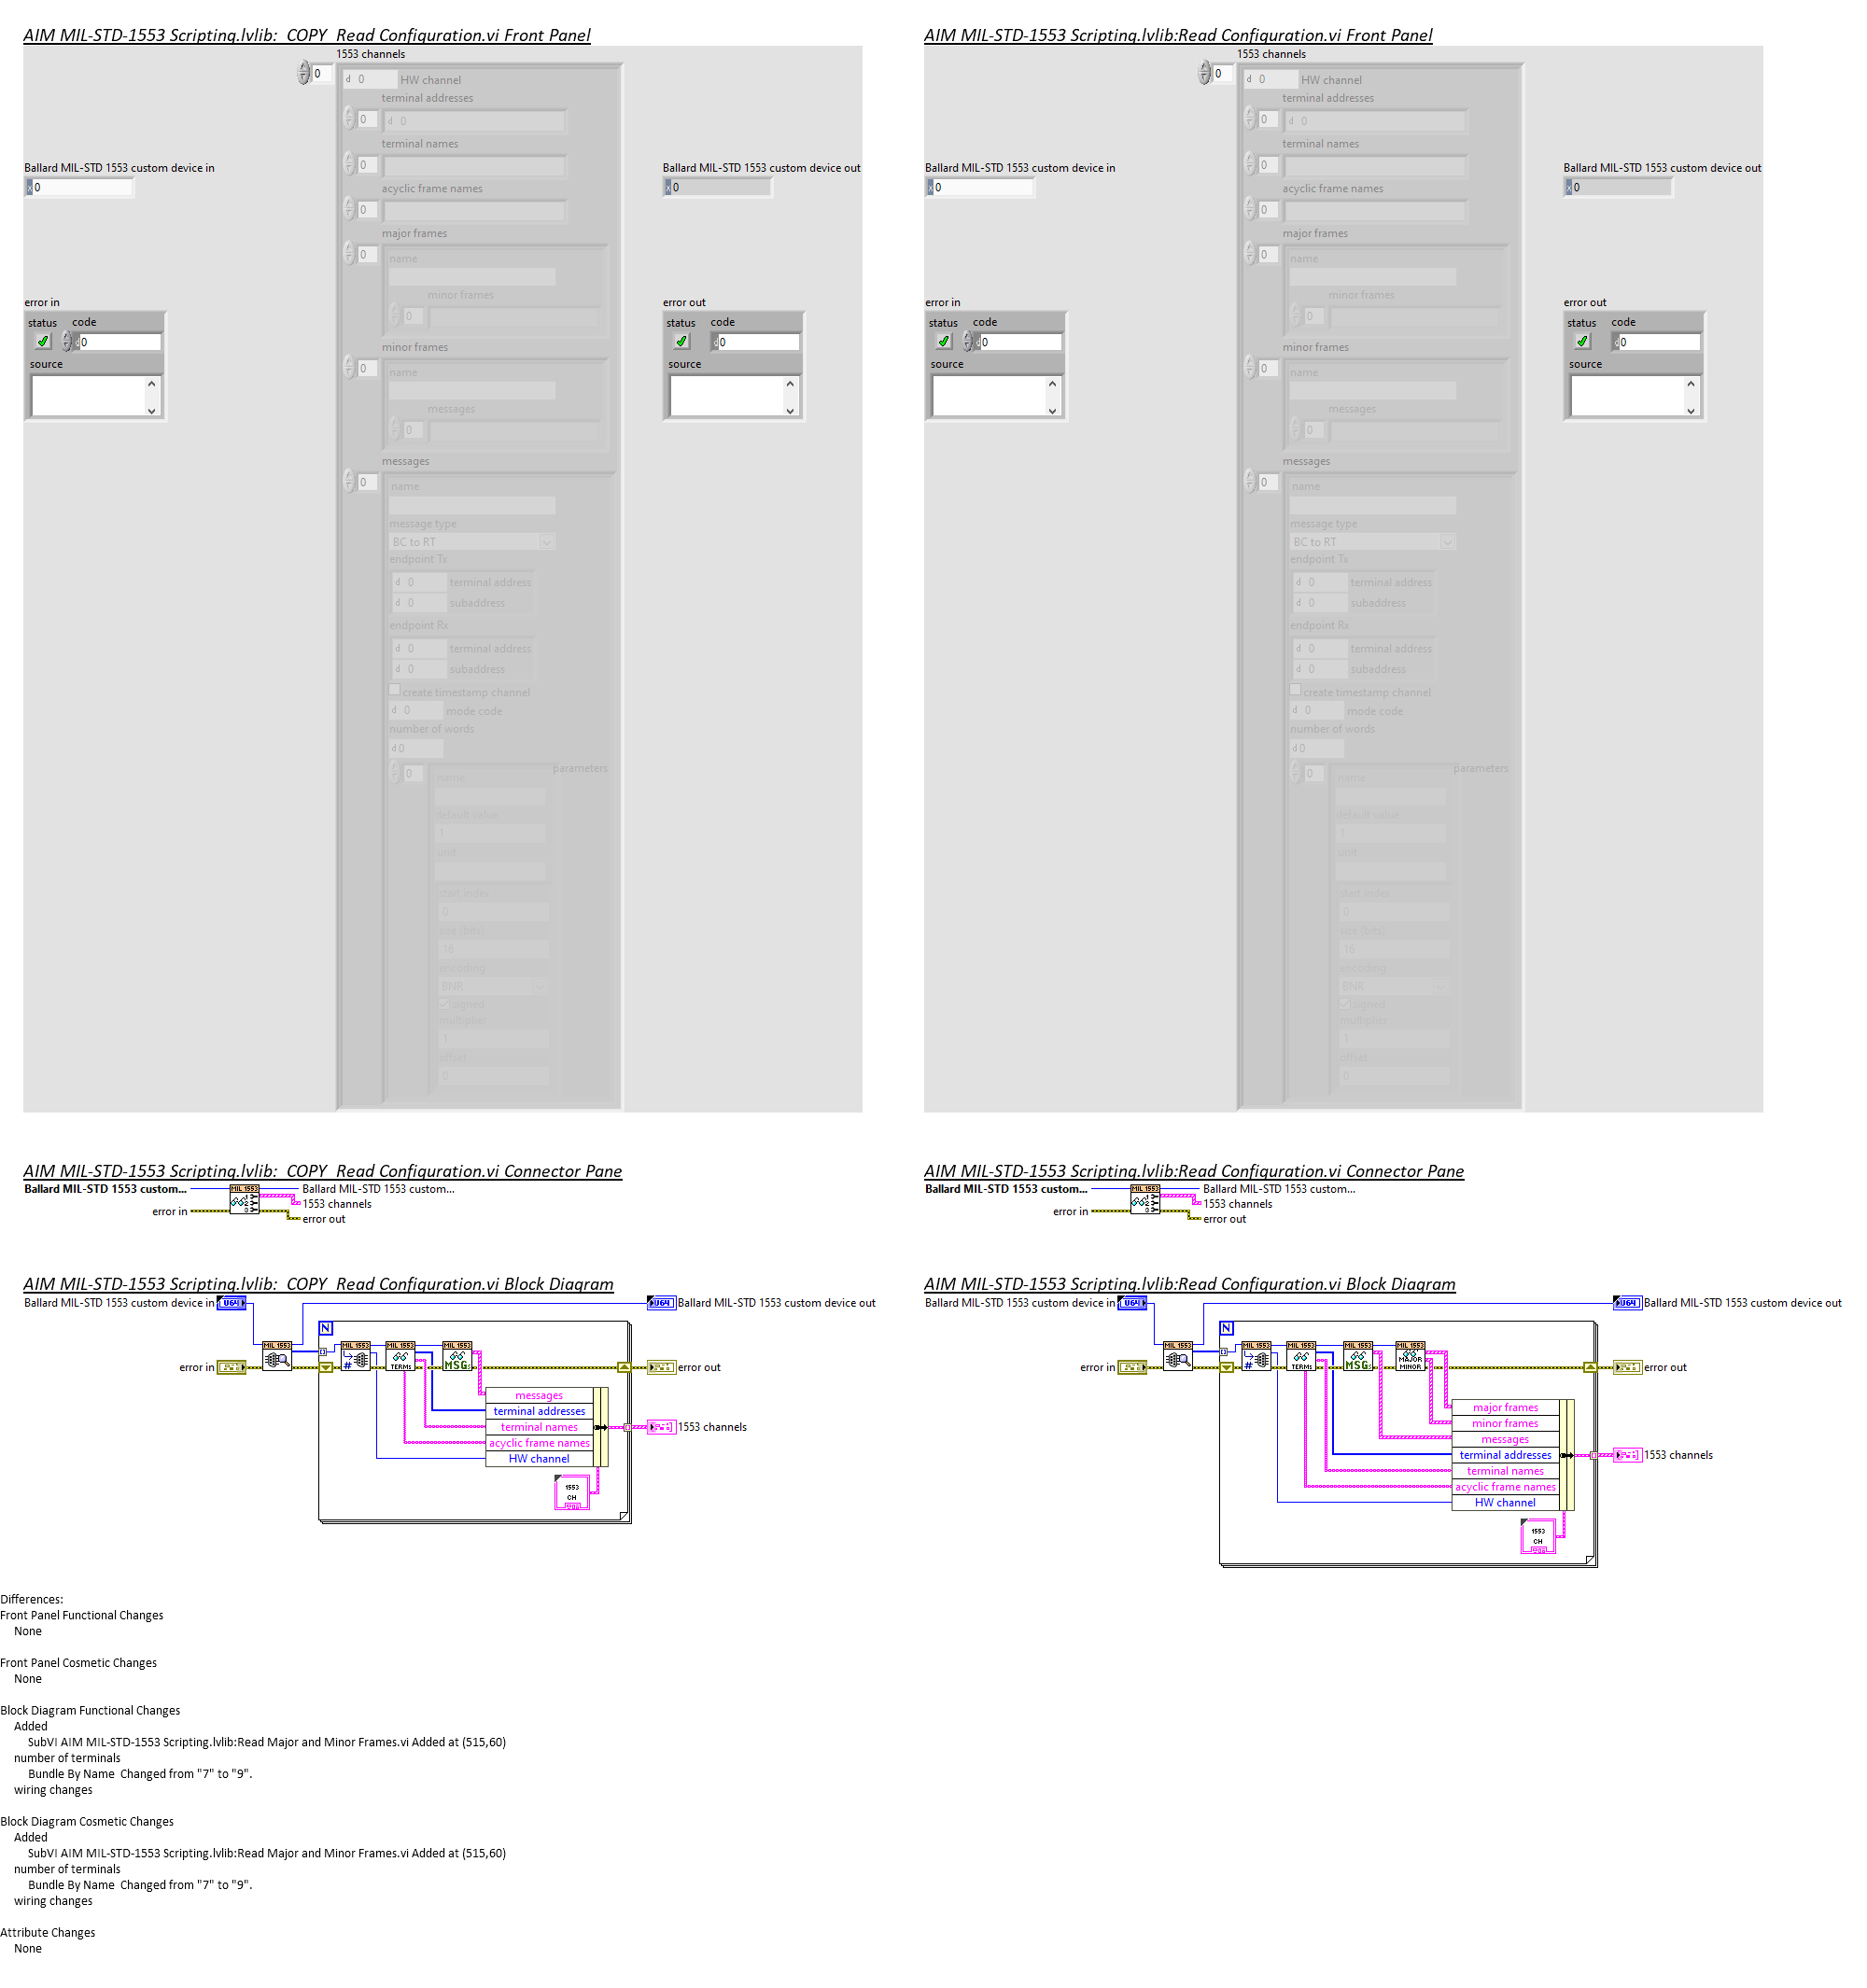 AIM MIL-STD-1553 Scripting.lvlib:_COPY_Read Configuration.vi Front Panel
1553 channels
0
d 0 HW channel
terminal addresses
0 d 0
terminal names
0
acyclic frame names
0
major frames
0
name
minor frames
0
minor frames
0
name
messages
0
messages
0
name
message type
BC to RT
endpoint Tx
d 0 terminal address
d 0 subaddress
endpoint Rx
d 0 terminal address
d 0 subaddress
create timestamp channel
d 0 mode code
number of words
d 0
0 parameters
name
default value
1
unit
start index
0
size (bits)
16
encoding
BNR
signed
multiplier
1
offset
0
Ballard MIL-STD 1553 custom device in
x 0
error in
status code
d 0
source
Ballard MIL-STD 1553 custom device out
x 0
error out
status code
d 0
source
AIM MIL-STD-1553 Scripting.lvlib:Read Configuration.vi Front Panel
1553 channels
0
d 0 HW channel
terminal addresses
0 d 0
terminal names
0
acyclic frame names
0
major frames
0
name
minor frames
0
minor frames
0
name
messages
0
messages
0
name
message type
BC to RT
endpoint Tx
d 0 terminal address
d 0 subaddress
endpoint Rx
d 0 terminal address
d 0 subaddress
create timestamp channel
d 0 mode code
number of words
d 0
0 parameters
name
default value
1
unit
start index
0
size (bits)
16
encoding
BNR
signed
multiplier
1
offset
0
Ballard MIL-STD 1553 custom device in
x 0
error in
status code
d 0
source
Ballard MIL-STD 1553 custom device out
x 0
error out
status code
d 0
source
AIM MIL-STD-1553 Scripting.lvlib:_COPY_Read Configuration.vi Connector Pane
Ballard MIL-STD 1553 custom... MIL 1553 Ballard MIL-STD 1553 custom...
1553 channels
error in
error out
AIM MIL-STD-1553 Scripting.lvlib:Read Configuration.vi Connector Pane
Ballard MIL-STD 1553 custom... MIL 1553 Ballard MIL-STD 1553 custom...
1553 channels
error in
error out
AIM MIL-STD-1553 Scripting.lvlib:_COPY_Read Configuration.vi Block Diagram
Ballard MIL-STD 1553 custom device in U64 U64 Ballard MIL-STD 1553 custom device out
N
MIL 1553 MIL 1553 MIL 1553 MIL 1553
error in # TERMs MSGs error out
messages
terminal addresses
terminal names 1553 channels
acyclic frame names
HW channel
1553
CH
AIM MIL-STD-1553 Scripting.lvlib:Read Configuration.vi Block Diagram
Ballard MIL-STD 1553 custom device in U64 U64 Ballard MIL-STD 1553 custom device out
N
MIL 1553 MIL 1553 MIL 1553 MIL 1553 MIL 1553
error in # TERMs MSGs MAJOR MINOR error out
major frames
minor frames
messages
terminal addresses 1553 channels
terminal names
acyclic frame names
HW channel
1553
CH
Differences:
Front Panel Functional Changes
None
Front Panel Cosmetic Changes
None
Block Diagram Functional Changes
Added
SubVI AIM MIL-STD-1553 Scripting.lvlib:Read Major and Minor Frames.vi Added at (515,60)
number of terminals
Bundle By Name  Changed from "7" to "9".
wiring changes
Block Diagram Cosmetic Changes
Added
SubVI AIM MIL-STD-1553 Scripting.lvlib:Read Major and Minor Frames.vi Added at (515,60)
number of terminals
Bundle By Name  Changed from "7" to "9".
wiring changes
Attribute Changes
None